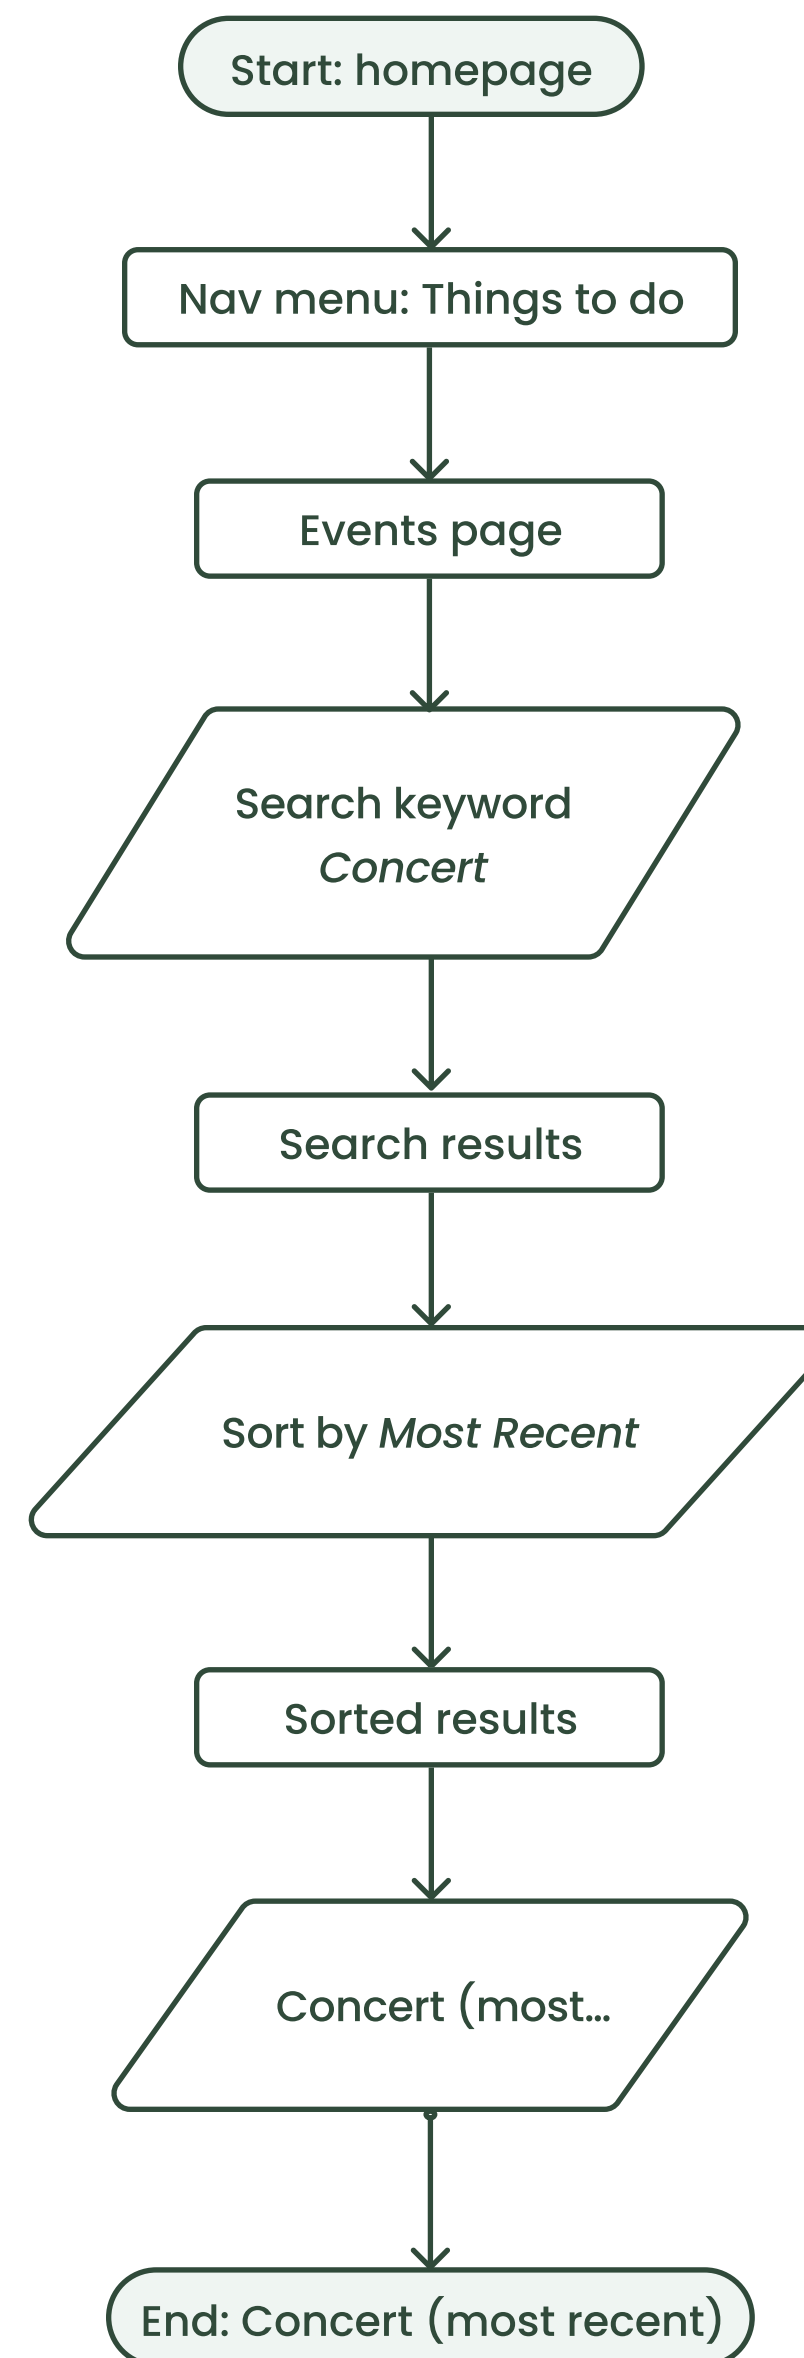 Start: homepage
Nav menu: Things to do
Events page
Search keyword
Concert
Search results
Sort by Most Recent
Sorted results
Concert (most...
End: Concert (most recent)